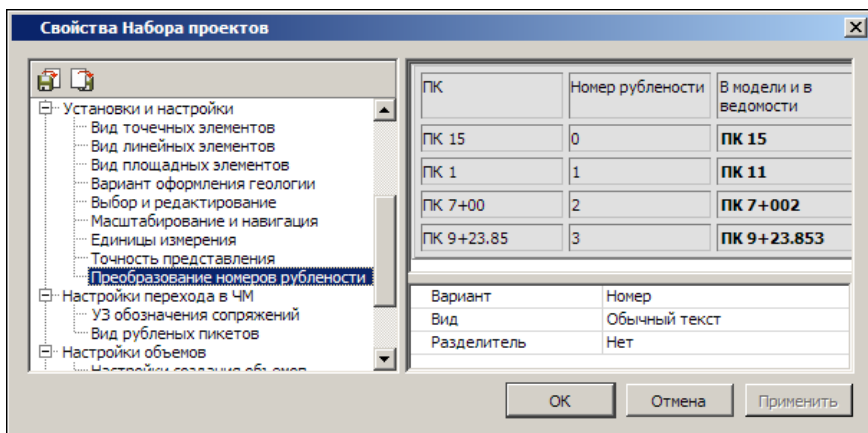 Свойства Набора проектов
Установки и настройки
Вид точечных элементов
Вид линейных элементов
Вид площадных элементов
Вариант оформления геологии
Выбор и редактирование
Масштабирование и навигация
Единицы измерения
Точность представления
Преобразование номеров рублености
Настройки перехода в ЧМ
УЗ обозначения сопряжений
Вид рубленых пикетов
Настройки объемов
Настройки создания объемов
ПК Номер рублености В модели и в
ведомости
ПК 15 0 ПК 15
ПК 1 1 ПК 11
ПК 7+00 2 ПК 7+002
ПК 9+23.85 3 ПК 9+23.853
Вариант Номер
Вид Обычный текст
Разделитель Нет
ОК Отмена Применить